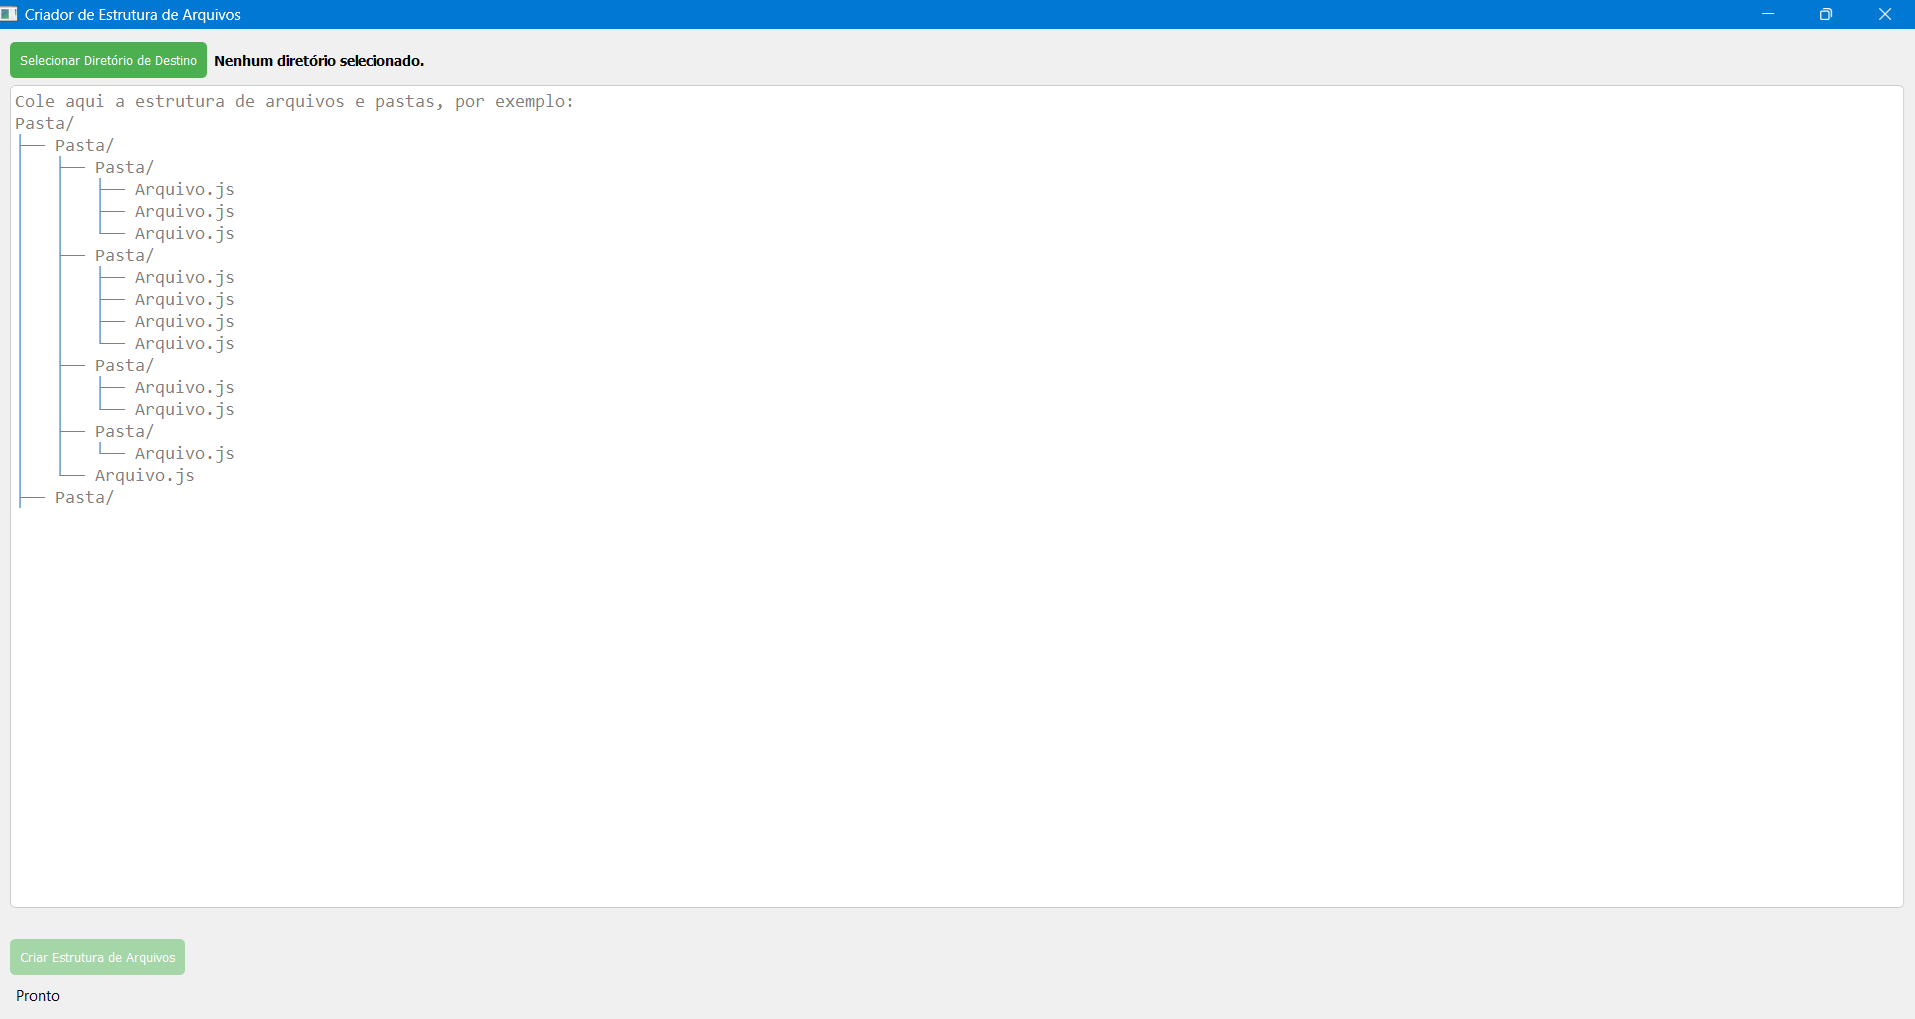 Criador de Estrutura de Arquivos
Selecionar Diretório de Destino Nenhum diretório selecionado.
Cole aqui a estrutura de arquivos e pastas, por exemplo:
Pasta/
├── Pasta/
│   ├── Pasta/
│   │   ├── Arquivo.js
│   │   ├── Arquivo.js
│   │   └── Arquivo.js
│   ├── Pasta/
│   │   ├── Arquivo.js
│   │   ├── Arquivo.js
│   │   ├── Arquivo.js
│   │   └── Arquivo.js
│   ├── Pasta/
│   │   ├── Arquivo.js
│   │   └── Arquivo.js
│   ├── Pasta/
│   │   └── Arquivo.js
│   └── Arquivo.js
├── Pasta/
Criar Estrutura de Arquivos
Pronto